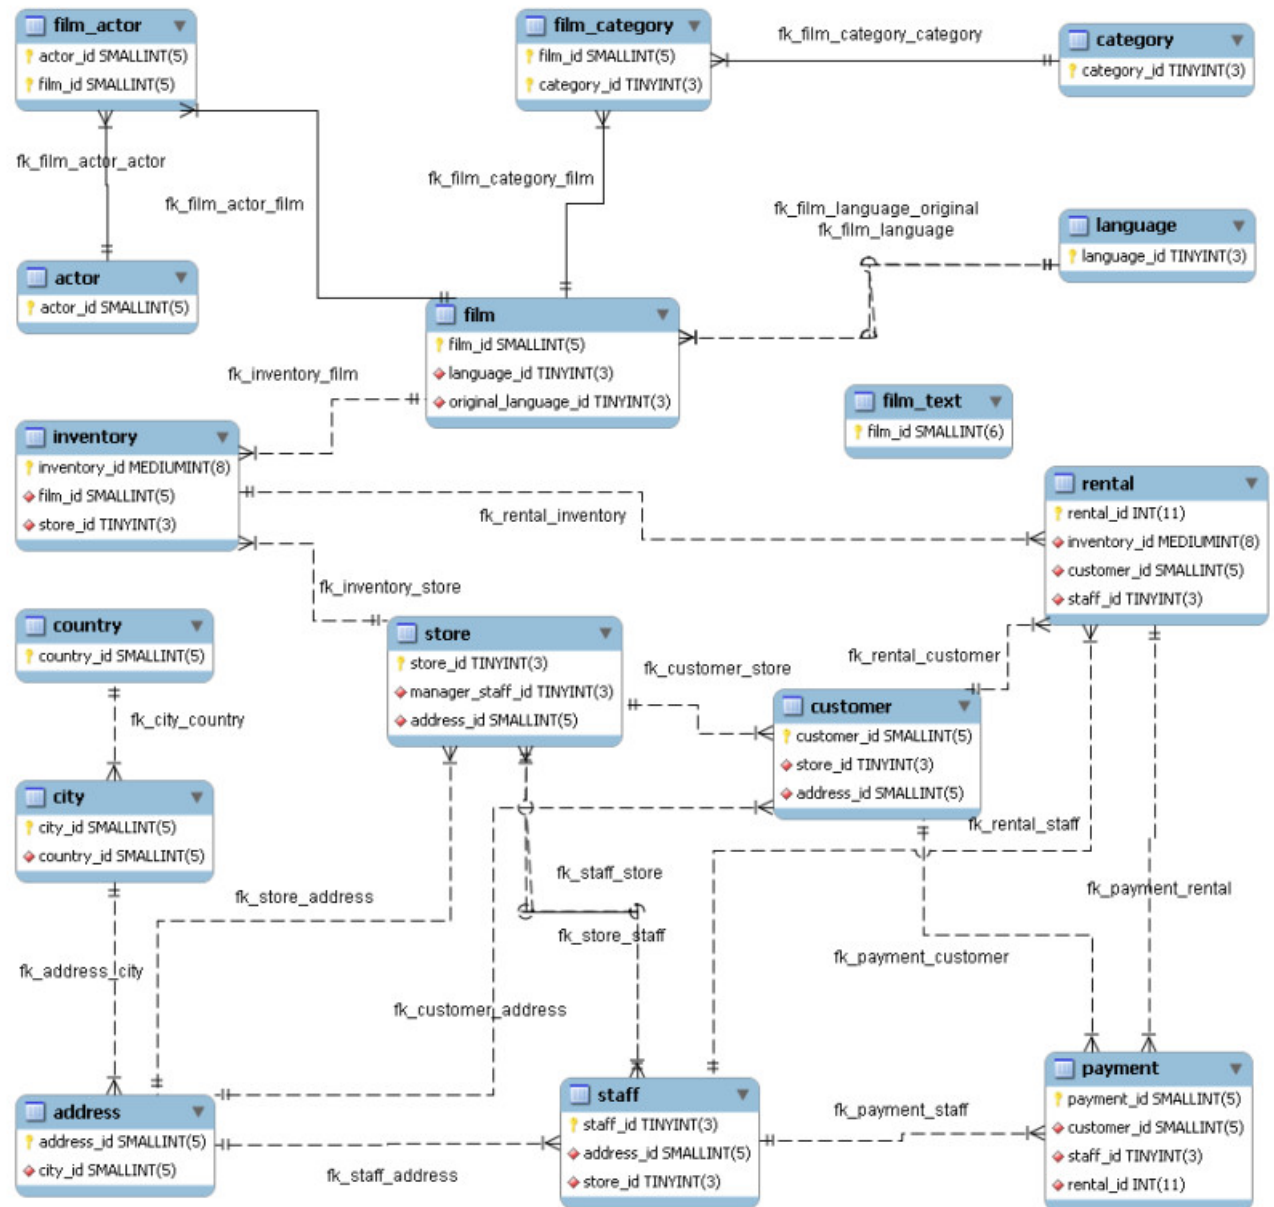 film_actor
actor_id SMALLINT(5)
film_id SMALLINT(5)
film_category
film_id SMALLINT(5)
category_id TINYINT(3)
fk_film_category_category
category
category_id TINYINT(3)
fk_film_actor_actor
fk_film_actor_film
fk_film_category_film
fk_film_language_original
fk_film_language
language
language_id TINYINT(3)
actor
actor_id SMALLINT(5)
film
film_id SMALLINT(5)
language_id TINYINT(3)
original_language_id TINYINT(3)
fk_inventory_film
film_text
film_id SMALLINT(6)
inventory
inventory_id MEDIUMINT(8)
film_id SMALLINT(5)
store_id TINYINT(3)
fk_rental_inventory
rental
rental_id INT(11)
inventory_id MEDIUMINT(8)
customer_id SMALLINT(5)
staff_id TINYINT(3)
fk_inventory_store
country
country_id SMALLINT(5)
store
store_id TINYINT(3)
manager_staff_id TINYINT(3)
address_id SMALLINT(5)
fk_customer_store
fk_rental_customer
customer
customer_id SMALLINT(5)
store_id TINYINT(3)
address_id SMALLINT(5)
fk_city_country
city
city_id SMALLINT(5)
country_id SMALLINT(5)
fk_rental_staff
fk_staff_store
fk_store_address
fk_payment_rental
fk_store_staff
fk_payment_customer
fk_address_city
fk_customer_address
address
address_id SMALLINT(5)
city_id SMALLINT(5)
fk_staff_address
staff
staff_id TINYINT(3)
address_id SMALLINT(5)
store_id TINYINT(3)
fk_payment_staff
payment
payment_id SMALLINT(5)
customer_id SMALLINT(5)
staff_id TINYINT(3)
rental_id INT(11)